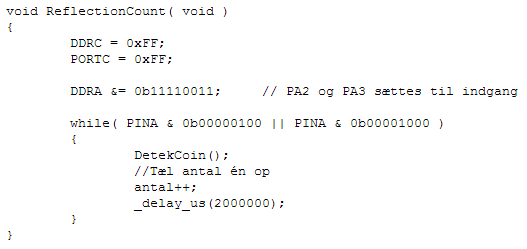 void ReflectionCount( void )
{
DDRC = 0xFF;
PORTC = 0xFF;
DDRA &= 0b11110011; // PA2 og PA3 sættes til indgang
while( PINA & 0b00000100 || PINA & 0b00001000 )
{
DetekCoin();
//Tæl antal én op
antal++;
_delay_us(2000000);
}
}